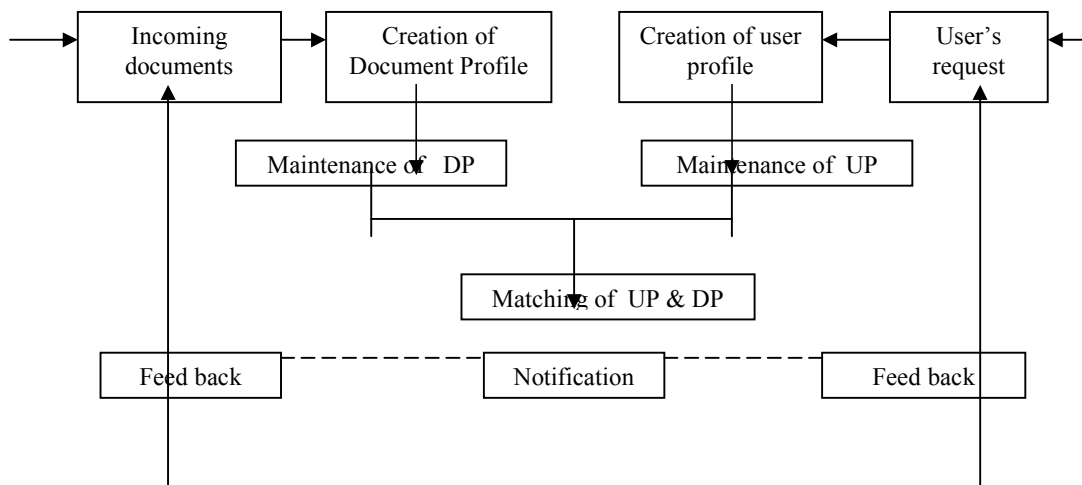 Incoming
documents
Creation of
Document Profile
Creation of user
profile
User's
request
Maintenance of DP
Maintenance of UP
Matching of UP & DP
Feed back
Notification
Feed back